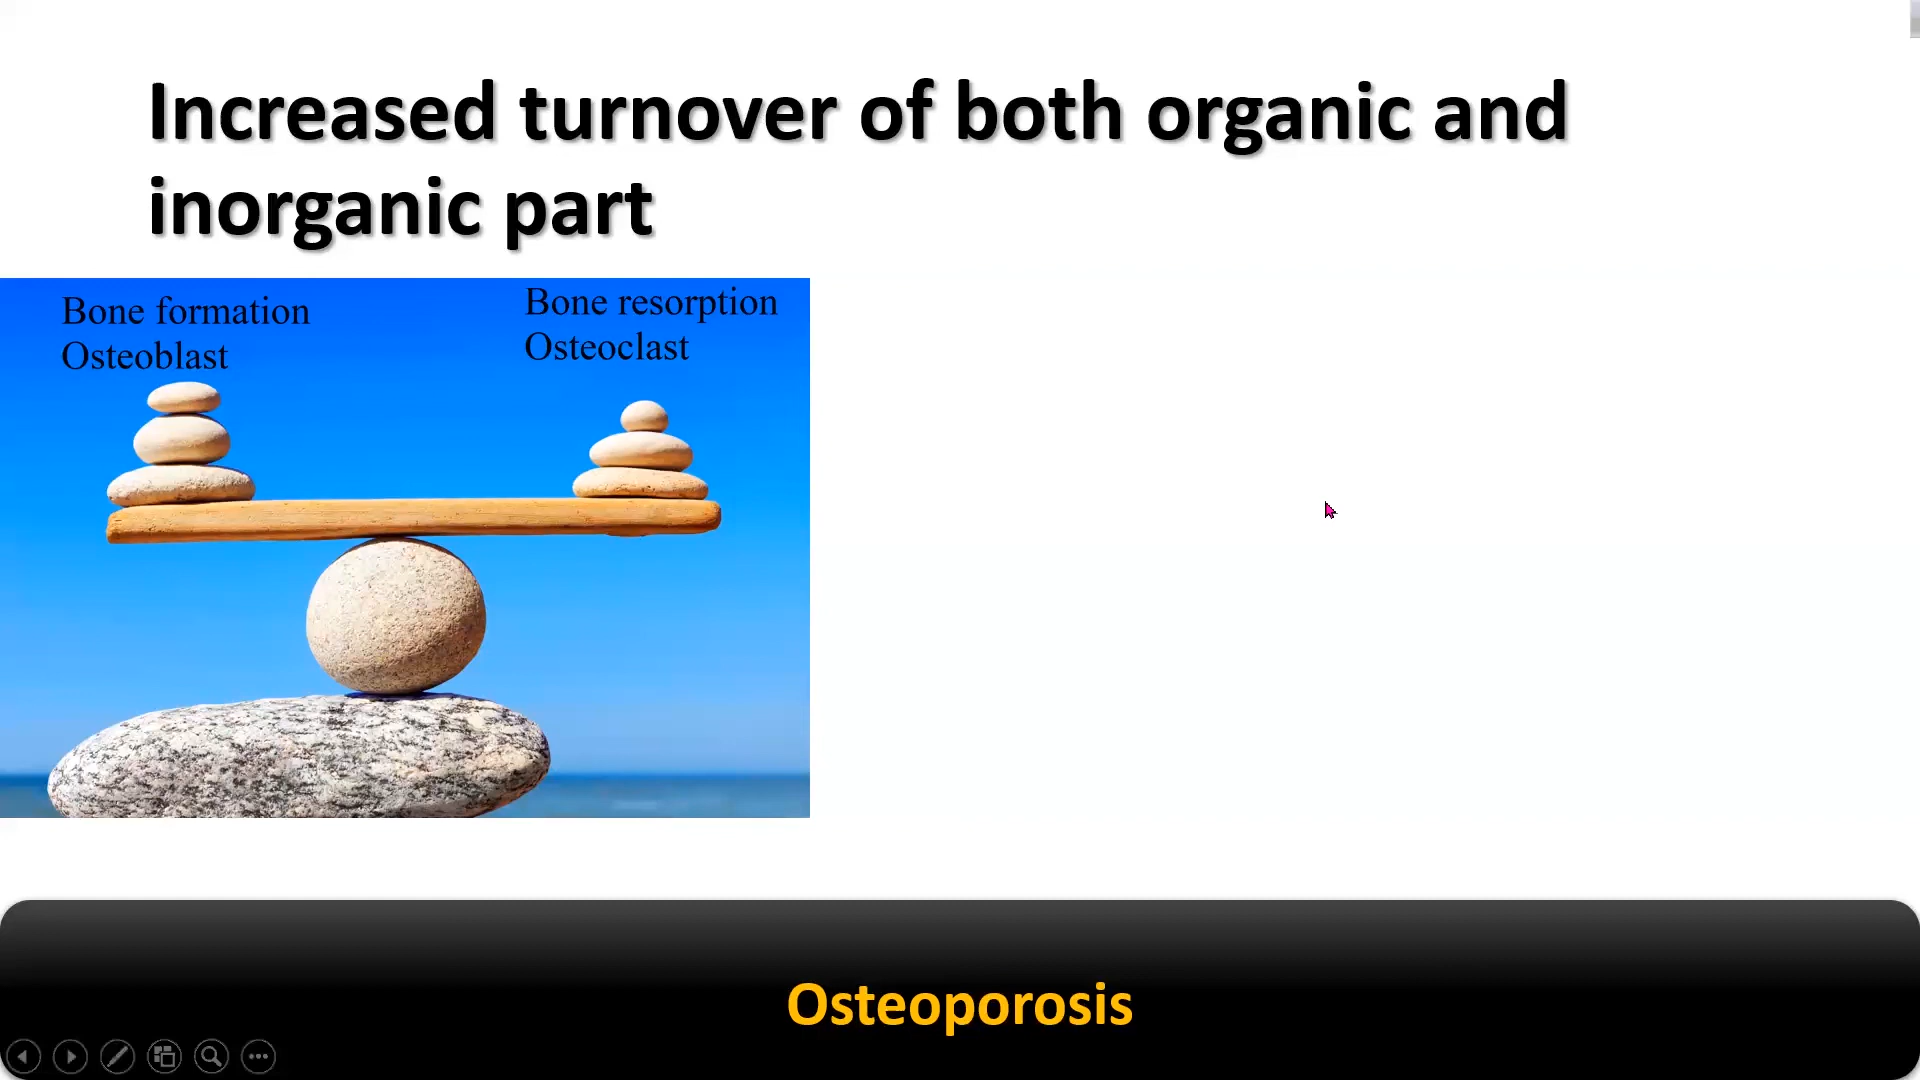 Increased turnover of both organic and
inorganic part
Bone formation
Osteoblast
Bone resorption
Osteoclast
Osteoporosis